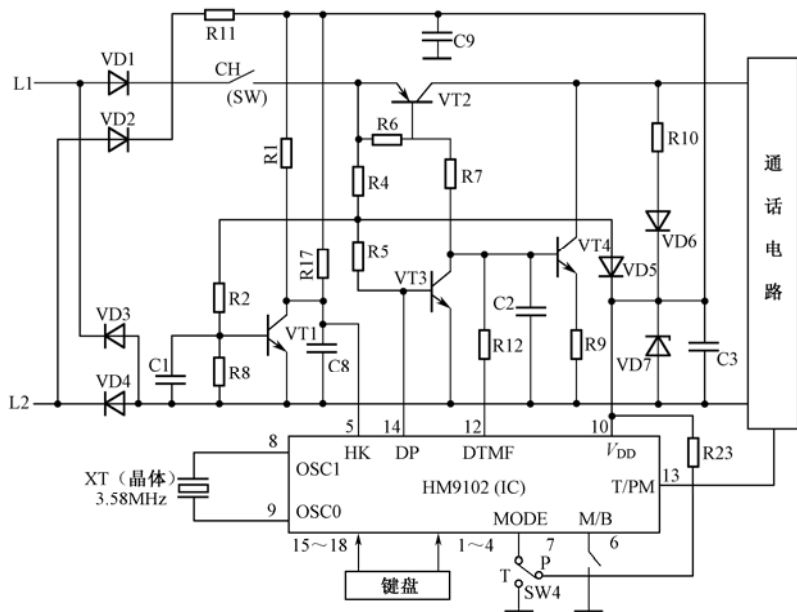 R11
C9
VD1
L1
CH
(SW)
VT2
VD2
R6
R1
R10
R4
R7
通话电路
VD6
VT4
R17
R5
VD5
VT3
R2
VD3
C2
VT1
R12
R9
C1
R8
C8
VD7
C3
VD4
L2
5
14
12
10
8
HK
DP
DTMF
VDD
R23
OSC1
13
XT（晶体）
3.58MHz
HM9102 (IC)
T/PM
9
OSC0
MODE
M/B
15～18
1～4
7
6
键盘
T
P
SW4